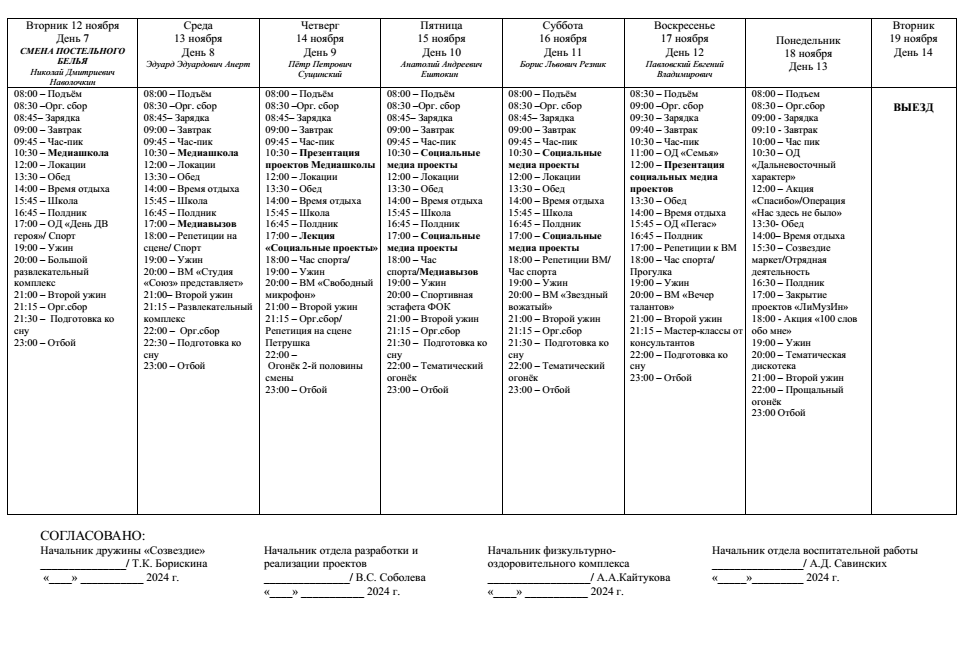 Вторник 12 ноября
День 7
СМЕНА ПОСТЕЛЬНОГО
БЕЛЬЯ
Николай Дмитриевич
Наволочкин
08:00 – Подъём
08:30 –Орг. сбор
08:45– Зарядка
09:00 – Завтрак
09:45 – Час-пик
10:30 – Медиашкола
12:00 – Локации
13:30 – Обед
14:00 – Время отдыха
15:45 – Школа
16:45 – Полдник
17:00 – ОД «День ДВ
героя»/ Спорт
19:00 – Ужин
20:00 – Большой
развлекательный
комплекс
21:00 – Второй ужин
21:15 – Орг.сбор
21:30 – Подготовка ко
сну
23:00 – Отбой
Среда
13 ноября
День 8
Эдуард Эдуардович Анерт
08:00 – Подъём
08:30 –Орг. сбор
08:45– Зарядка
09:00 – Завтрак
09:45 – Час-пик
10:30 – Медиашкола
12:00 – Локации
13:30 – Обед
14:00 – Время отдыха
15:45 – Школа
16:45 – Полдник
17:00 – Медиавызов
18:00 – Репетиции на
сцене/ Спорт
19:00 – Ужин
20:00 – ВМ «Студия
«Союз» представляет»
21:00– Второй ужин
21:15 – Развлекательный
комплекс
22:00 – Орг.сбор
22:30 – Подготовка ко
сну
23:00 – Отбой
Четверг
14 ноября
День 9
Пётр Петрович
Сущинский
08:00 – Подъём
08:30 –Орг. сбор
08:45– Зарядка
09:00 – Завтрак
09:45 – Час-пик
10:30 – Презентация
проектов Медиашколы
12:00 – Локации
13:30 – Обед
14:00 – Время отдыха
15:45 – Школа
16:45 – Полдник
17:00 – Лекция
«Социальные проекты»
18:00 – Час спорта/
19:00 – Ужин
20:00 – ВМ «Свободный
микрофон»
21:00 – Второй ужин
21:15 – Орг.сбор/
Репетиция на сцене
Петрушка
22:00 –
Огонёк 2-й половины
смены
23:00 – Отбой
Пятница
15 ноября
День 10
Анатолий Андреевич
Ештокин
08:00 – Подъём
08:30 –Орг. сбор
08:45– Зарядка
09:00 – Завтрак
09:45 – Час-пик
10:30 – Социальные
медиа проекты
12:00 – Локации
13:30 – Обед
14:00 – Время отдыха
15:45 – Школа
16:45 – Полдник
17:00 – Социальные
медиа проекты
18:00 – Час
спорта/Медиавызов
19:00 – Ужин
20:00 – Спортивная
эстафета ФОК
21:00 – Второй ужин
21:15 – Орг.сбор
21:30 – Подготовка ко
сну
22:00 – Тематический
огонёк
23:00 – Отбой
Суббота
16 ноября
День 11
Борис Львович Резник
08:00 – Подъём
08:30 –Орг. сбор
08:45– Зарядка
09:00 – Завтрак
09:45 – Час-пик
10:30 – Социальные
медиа проекты
12:00 – Локации
13:30 – Обед
14:00 – Время отдыха
15:45 – Школа
16:45 – Полдник
17:00 – Социальные
медиа проекты
18:00 – Репетиции ВМ/
Час спорта
19:00 – Ужин
20:00 – ВМ «Звездный
вожатый»
21:00 – Второй ужин
21:15 – Орг.сбор
21:30 – Подготовка ко
сну
22:00 – Тематический
огонёк
23:00 – Отбой
Воскресенье
17 ноября
День 12
Павловский Евгений
Владимирович
08:30 – Подъём
09:00 –Орг. сбор
09:30 – Зарядка
09:40 – Завтрак
10:30 – Час-пик
11:00 – ОД «Семья»
12:00 – Презентация
социальных медиа
проектов
13:30 – Обед
14:00 – Время отдыха
15:45 – ОД «Пегас»
16:45 – Полдник
17:00 – Репетиции к ВМ
18:00 – Час спорта/
Прогулка
19:00 – Ужин
20:00 – ВМ «Вечер
талантов»
21:00 – Второй ужин
21:15 – Мастер-классы от
консультантов
22:00 – Подготовка ко
сну
23:00 – Отбой
Понедельник
18 ноября
День 13
08:00 – Подъем
08:30 – Орг.сбор
09:00 - Зарядка
09:10 - Завтрак
10:00 – Час пик
10:30 – ОД
«Дальневосточный
характер»
12:00 – Акция
«Спасибо»/Операция
«Нас здесь не было»
13:30- Обед
14:00– Время отдыха
15:30 – Созвездие
маркет/Отрядная
деятельность
16:30 – Полдник
17:00 – Закрытие
проектов «ЛиМузИн»
18:00 - Акция «100 слов
обо мне»
19:00 – Ужин
20:00 – Тематическая
дискотека
21:00 – Второй ужин
22:00 – Прощальный
огонёк
23:00 Отбой
Вторник
19 ноября
День 14
ВЫЕЗД
СОГЛАСОВАНО:
Начальник дружины «Созвездие»
________________/ Т.К. Борискина
«____» ____________ 2024 г.
Начальник отдела разработки и
реализации проектов
________________/ В.С. Соболева
«____» ____________ 2024 г.
Начальник физкультурно-
оздоровительного комплекса
___________________/ А.А.Кайтукова
«____» ____________ 2024 г.
Начальник отдела воспитательной работы
_________________/ А.Д. Савинских
«_____»__________ 2024 г.